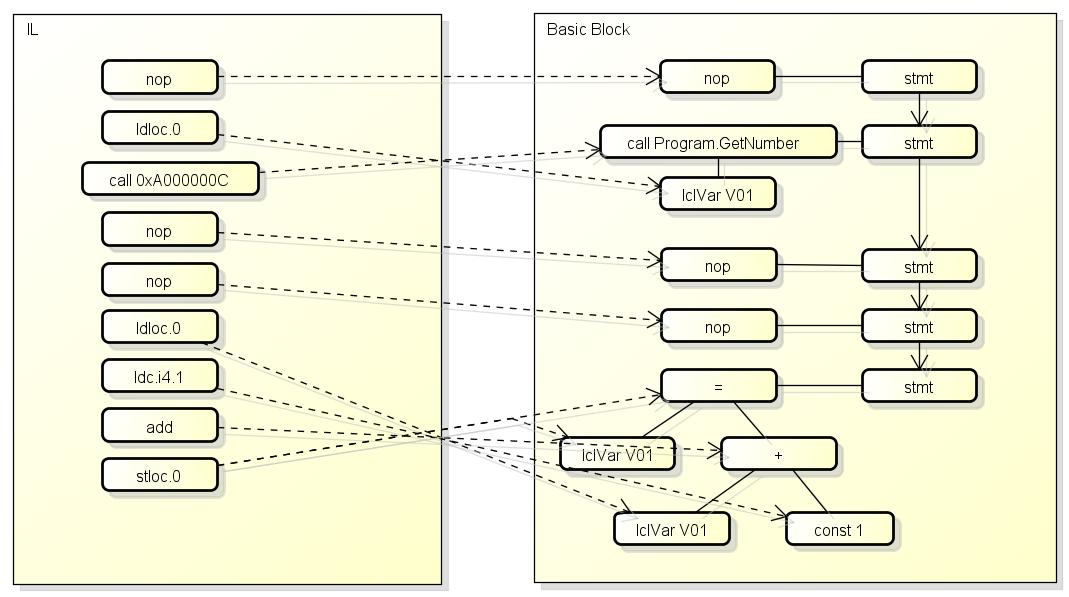 IL
nop
ldloc.0
call 0xA000000C
nop
nop
ldloc.0
ldc.i4.1
add
stloc.0
Basic Block
nop
stmt
call Program.GetNumber
stmt
lclVar V01
nop
stmt
nop
stmt
=
stmt
lclVar V01
+
lclVar V01
const 1